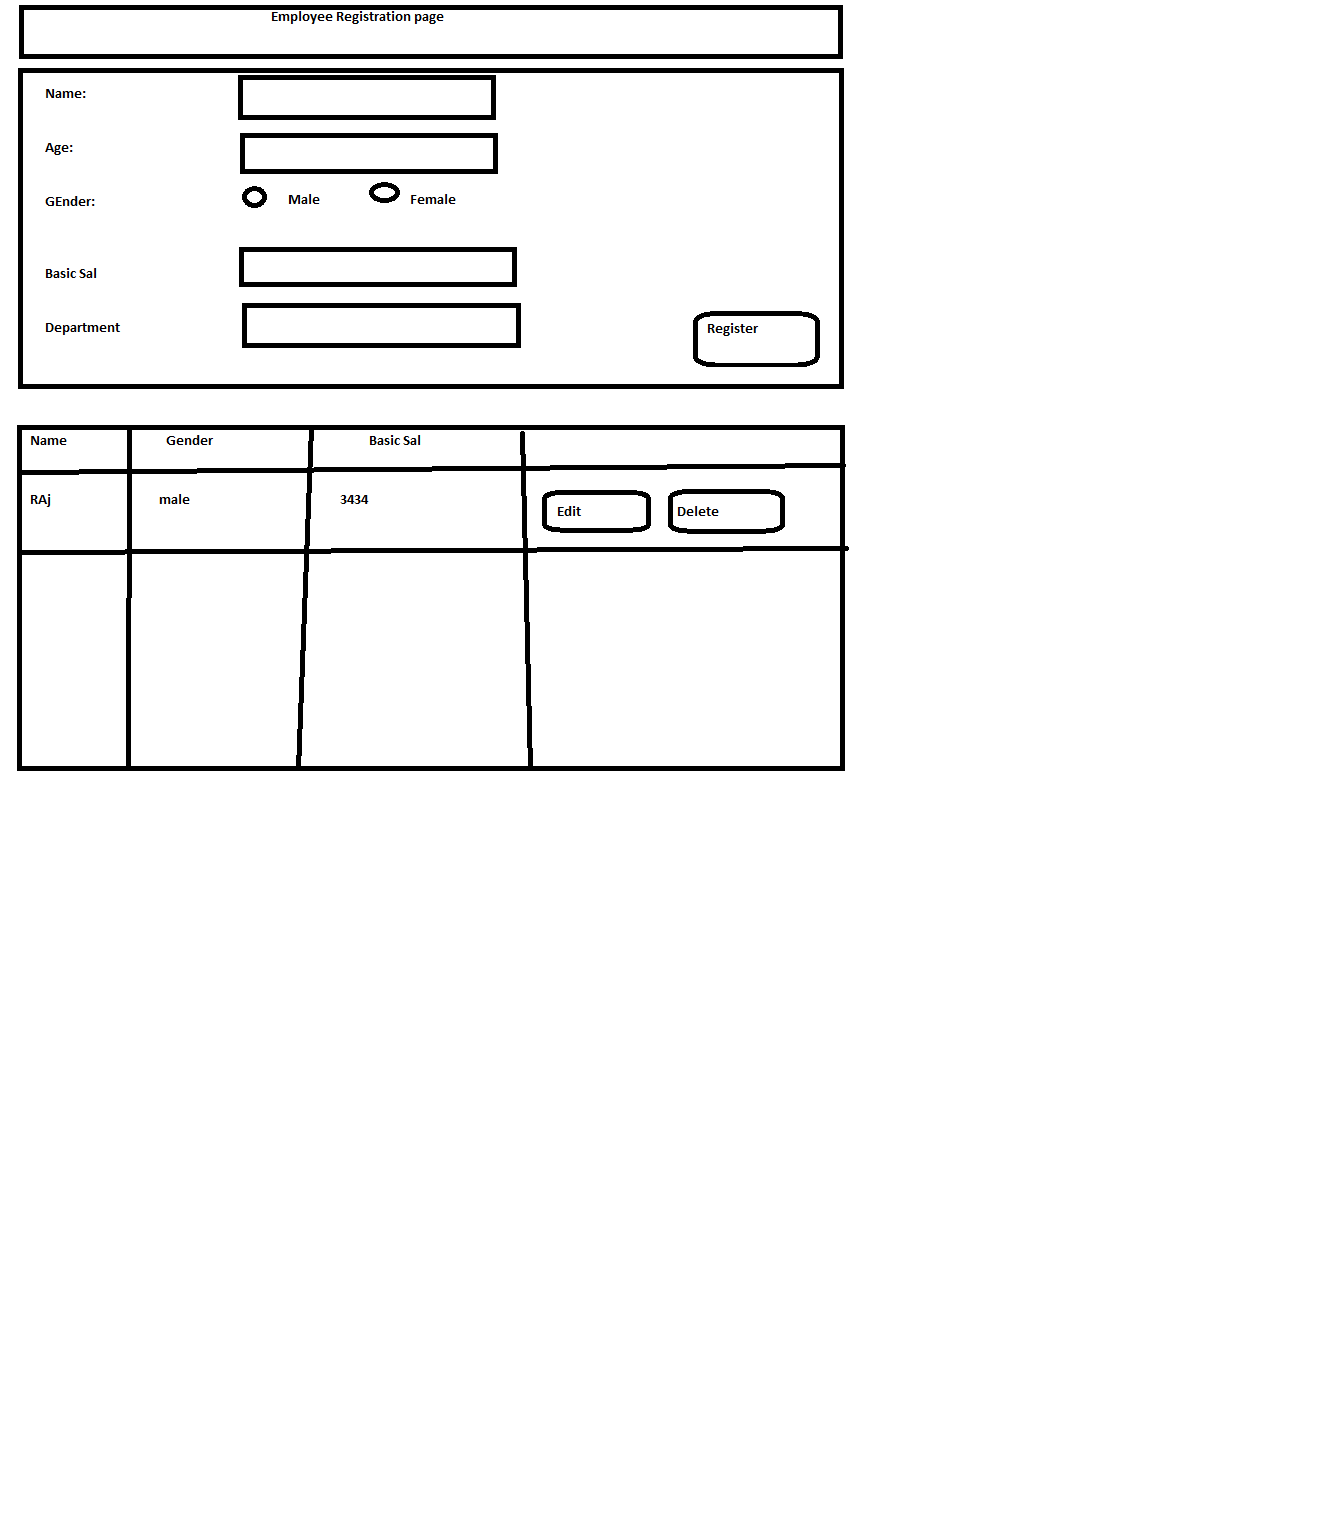 Employee Registration page
Name:
Age:
GEnder: Male Female
Basic Sal
Department
Register
Name Gender Basic Sal
RAj male 3434 Edit Delete